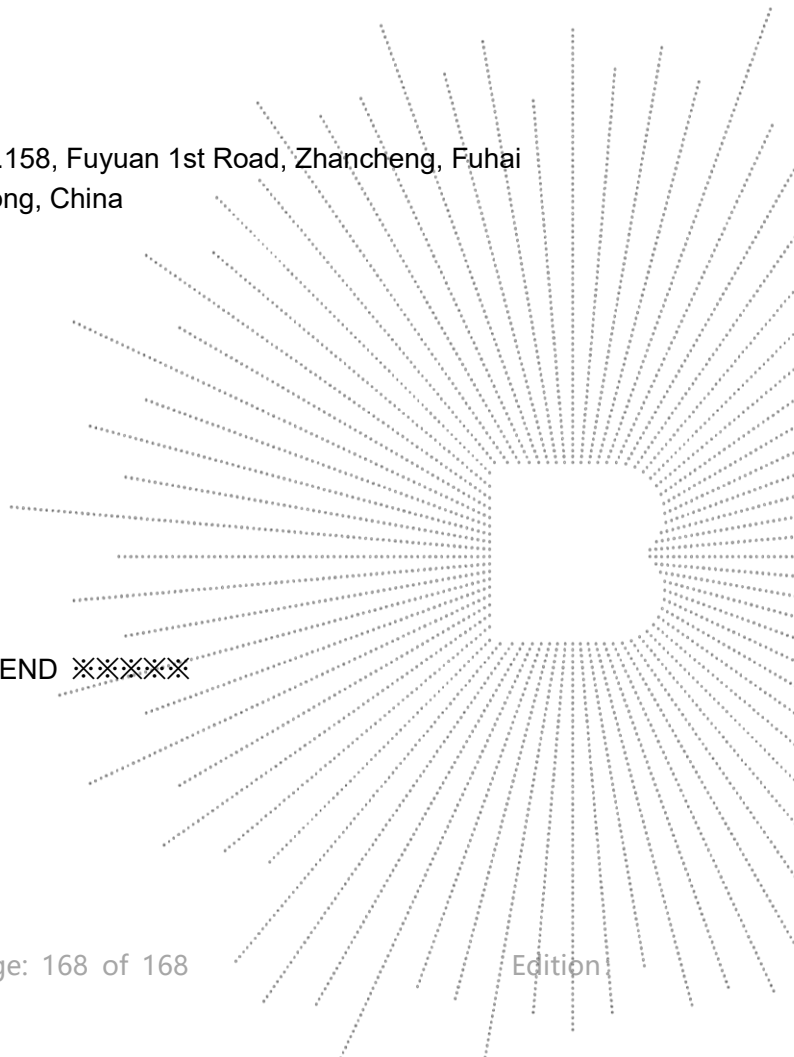 .158, Fuyuan 1st Road, Zhancheng, Fuhai
ong, China
END ※※※※※
ge: 168 of 168 Edition: